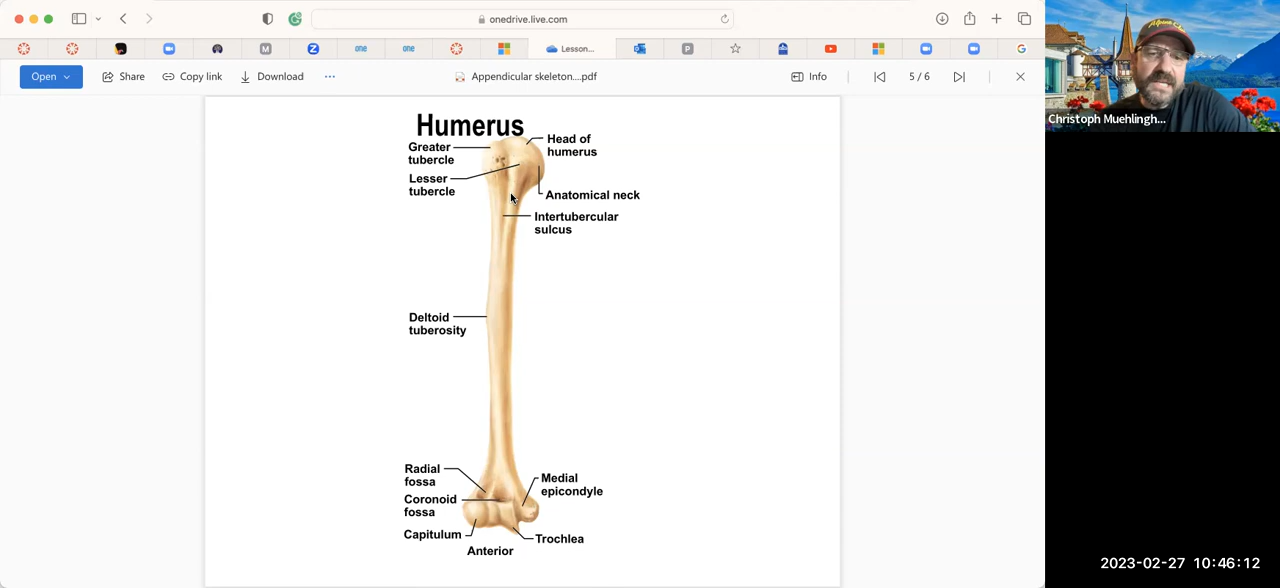 onedrive.live.com
M
Z
one
one
Lesson...
P
G
Open
Share
Copy link
Download
Appendicular skeleton....pdf
Info
5 / 6
Christoph Muehlingh...
Humerus
Greater
tubercle
Head of
humerus
Lesser
tubercle
Anatomical neck
Intertubercular
sulcus
Deltoid
tuberosity
Radial
fossa
Medial
epicondyle
Coronoid
fossa
Capitulum
Trochlea
Anterior
2023-02-27 10:46:12